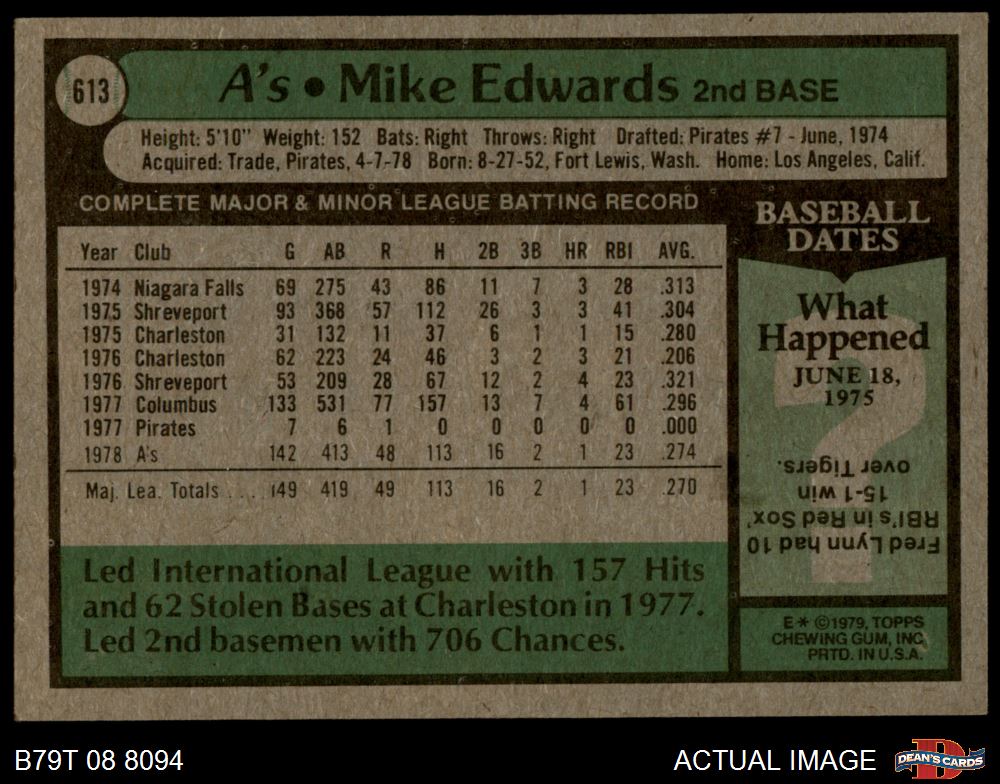 613
A's • Mike Edwards 2nd BASE
Height: 5'10" Weight: 152 Bats: Right Throws: Right Drafted: Pirates #7 - June, 1974
Acquired: Trade, Pirates, 4-7-78 Born: 8-27-52, Fort Lewis, Wash. Home: Los Angeles, Calif.
COMPLETE MAJOR & MINOR LEAGUE BATTING RECORD
Year Club G AB R H 2B 3B HR RBI AVG.
1974 Niagara Falls 69 275 43 86 11 7 3 28 .313
1975 Shreveport 93 368 57 112 26 3 3 41 .304
1975 Charleston 31 132 11 37 6 1 1 15 .280
1976 Charleston 62 223 24 46 3 2 3 21 .206
1976 Shreveport 53 209 28 67 12 2 4 23 .321
1977 Columbus 133 531 77 157 13 7 4 61 .296
1977 Pirates 7 6 1 0 0 0 0 0 .000
1978 A's 142 413 48 113 16 2 1 23 .274
Maj. Lea. Totals . . . . 149 419 49 113 16 2 1 23 .270
Led International League with 157 Hits
and 62 Stolen Bases at Charleston in 1977.
Led 2nd basemen with 706 Chances.
BASEBALL
DATES
What
Happened
JUNE 18,
1975
Fred Lynn had 10
RBI's in Red Sox'
15-1 win
over Tigers.
E * ©1979, TOPPS
CHEWING GUM, INC.
PRTD. IN U.S.A.
B79T 08 8094
ACTUAL IMAGE
DEAN'S CARDS